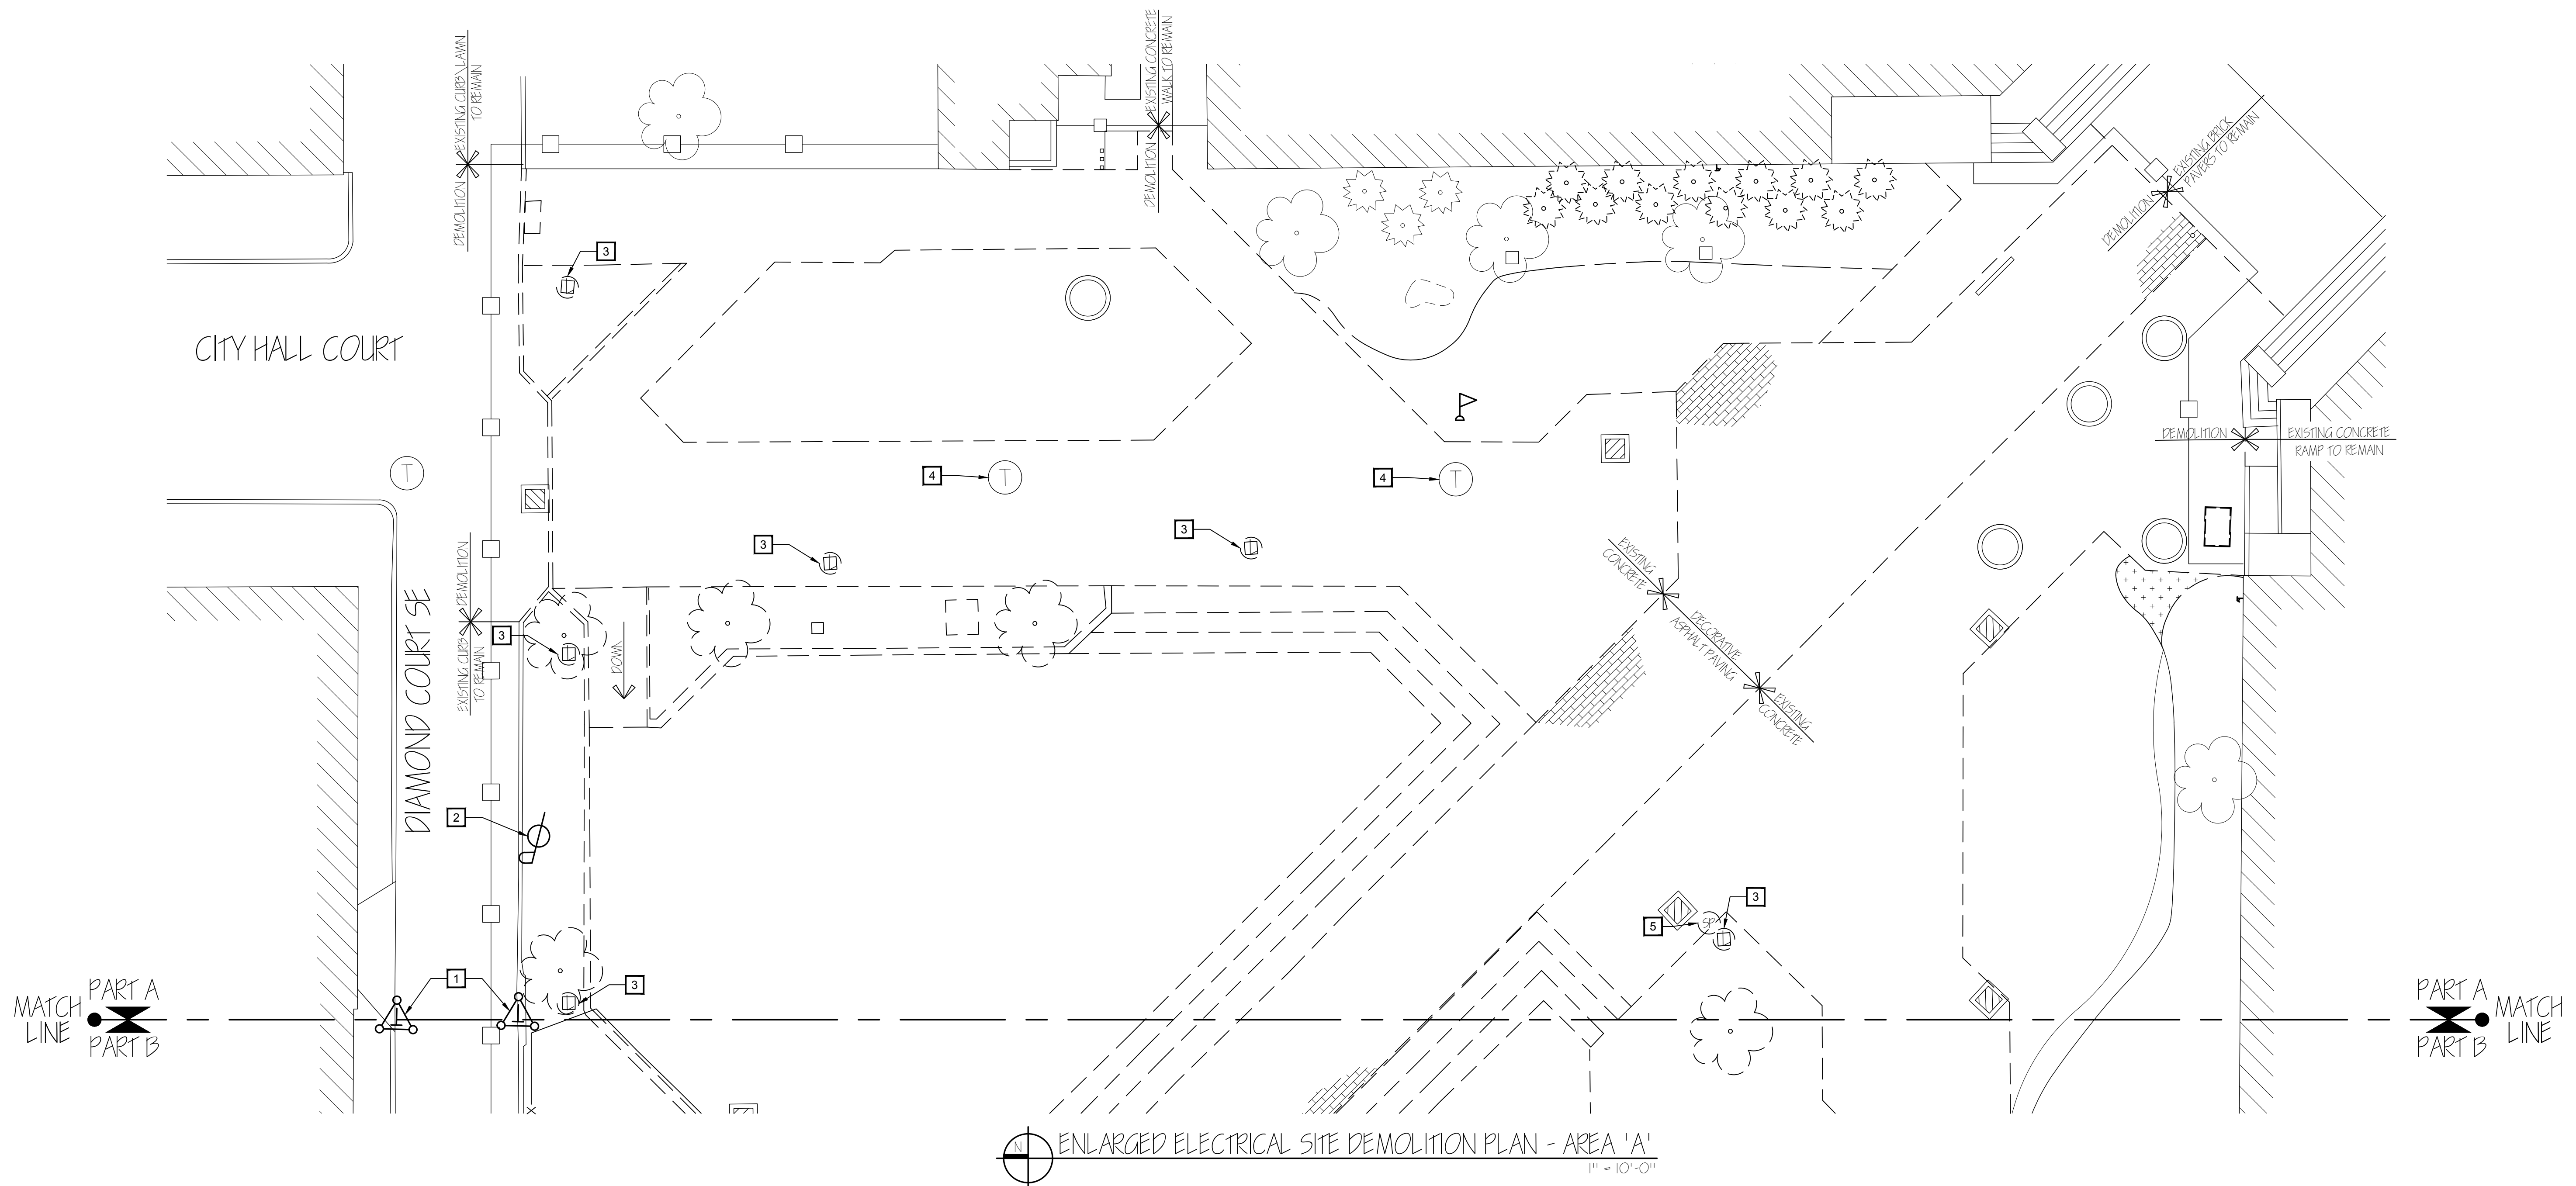 DEMOLITION
EXISTING CURB\LAWN
TO REMAIN
DEMOLITION
EXISTING CONCRETE
WALK TO REMAIN
DEMOLITION
EXISTING BRICK
PAVERS TO REMAIN
3
CITY HALL COURT
DEMOLITION
EXISTING CONCRETE
RAMP TO REMAIN
T
4
T
4
T
3
3
EXISTING CURB
TO REMAIN
DEMOLITION
3
DOWN
EXISTING
CONCRETE
DECORATIVE
ASPHALT PAVING
EXISTING
CONCRETE
DIAMOND COURT SE
2
3
5
SP
1
3
MATCH
LINE
PART A
PART B
PART A
PART B
MATCH
LINE
N
ENLARGED ELECTRICAL SITE DEMOLITION PLAN - AREA 'A'
1" = 10'-0"